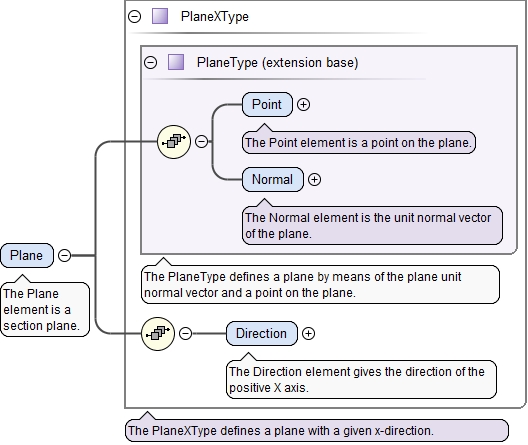 PlaneXType
PlaneType (extension base)
Point
The Point element is a point on the plane.
Normal
The Normal element is the unit normal vector
of the plane.
Plane
The Plane
element is a
section plane.
The PlaneType defines a plane by means of the plane unit
normal vector and a point on the plane.
Direction
The Direction element gives the direction of the
positive X axis.
The PlaneXType defines a plane with a given x-direction.